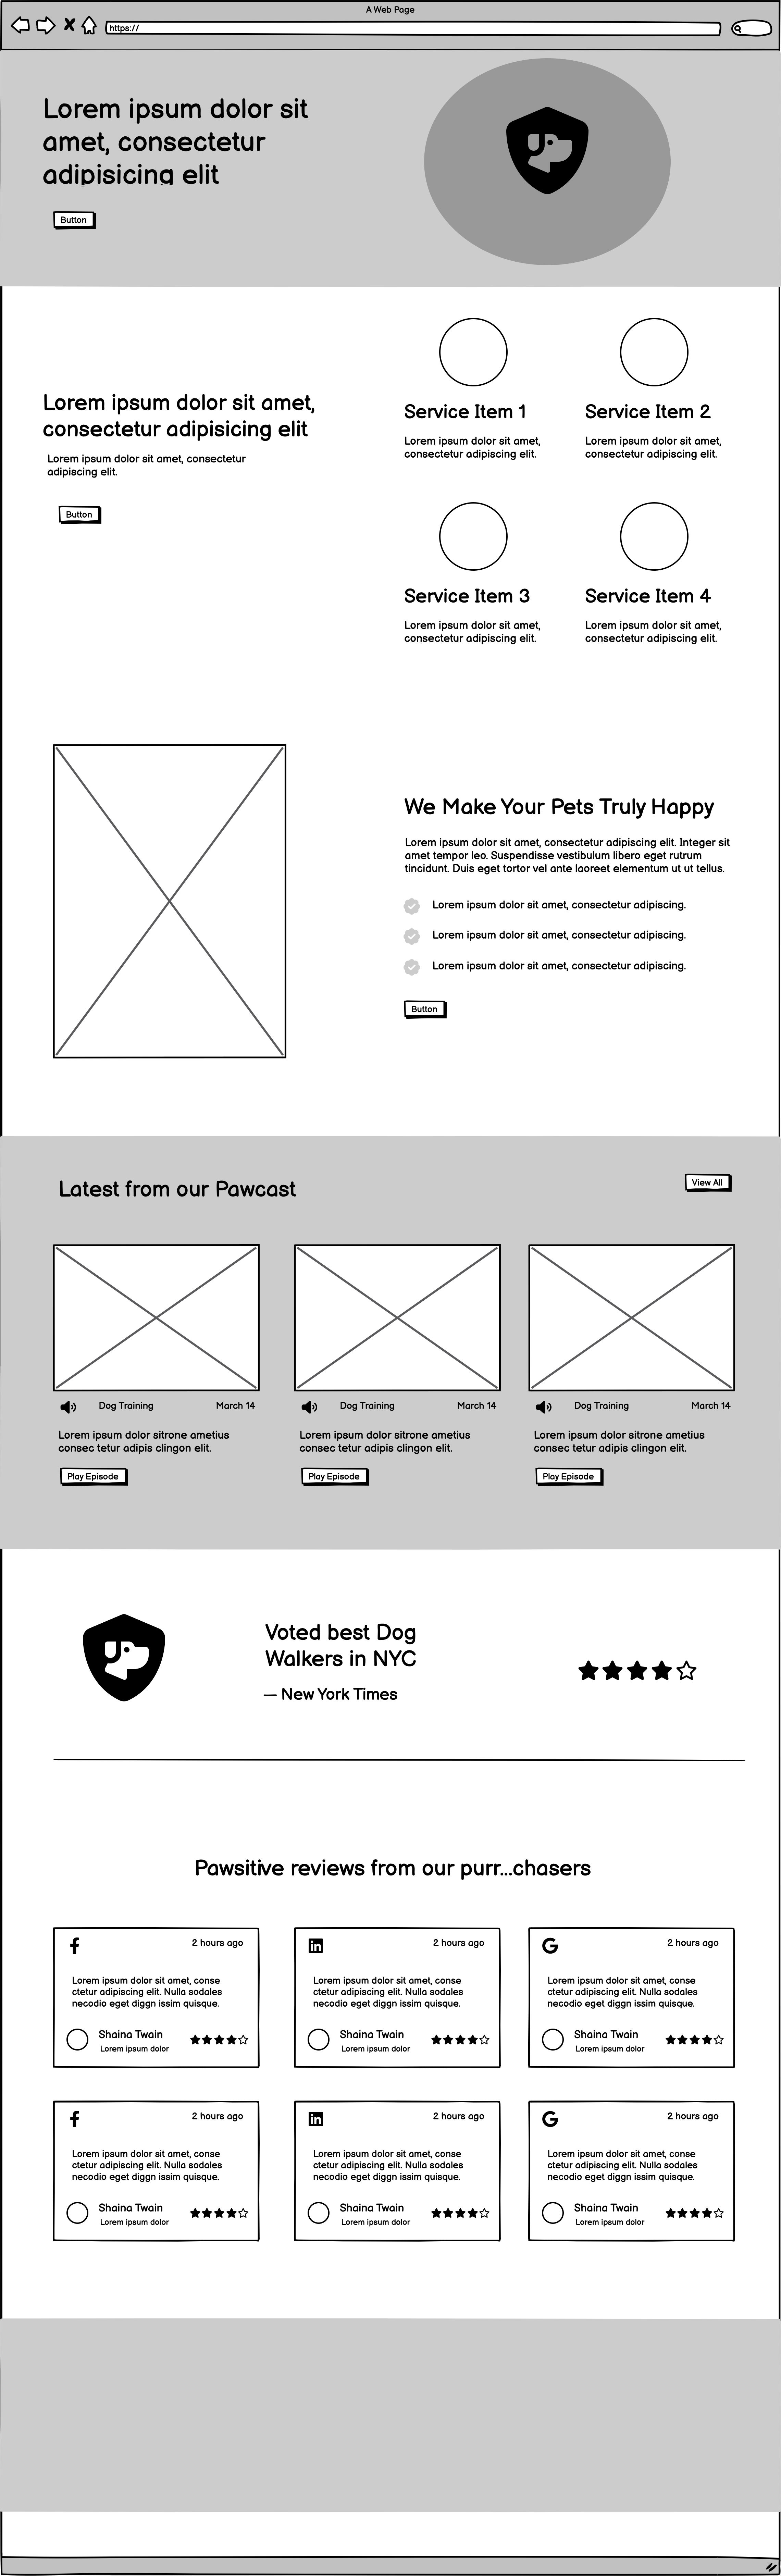 A Web Page
https://
Lorem ipsum dolor sit
amet, consectetur
adipisicing elit
Button
Lorem ipsum dolor sit amet,
consectetur adipisicing elit
Lorem ipsum dolor sit amet, consectetur
adipiscing elit.
Button
Service Item 1
Lorem ipsum dolor sit amet,
consectetur adipiscing elit.
Service Item 2
Lorem ipsum dolor sit amet,
consectetur adipiscing elit.
Service Item 3
Lorem ipsum dolor sit amet,
consectetur adipiscing elit.
Service Item 4
Lorem ipsum dolor sit amet,
consectetur adipiscing elit.
We Make Your Pets Truly Happy
Lorem ipsum dolor sit amet, consectetur adipiscing elit. Integer sit
amet tempor leo. Suspendisse vestibulum libero eget rutrum
tincidunt. Duis eget tortor vel ante laoreet elementum ut ut tellus.
Lorem ipsum dolor sit amet, consectetur adipiscing.
Lorem ipsum dolor sit amet, consectetur adipiscing.
Lorem ipsum dolor sit amet, consectetur adipiscing.
Button
Latest from our Pawcast
View All
Dog Training March 14
Lorem ipsum dolor sitrone ametius
consec tetur adipis clingon elit.
Play Episode
Dog Training March 14
Lorem ipsum dolor sitrone ametius
consec tetur adipis clingon elit.
Play Episode
Dog Training March 14
Lorem ipsum dolor sitrone ametius
consec tetur adipis clingon elit.
Play Episode
Voted best Dog
Walkers in NYC
— New York Times
Pawsitive reviews from our purr...chasers
2 hours ago
Lorem ipsum dolor sit amet, conse
ctetur adipiscing elit. Nulla sodales
necodio eget diggn issim quisque.
Shaina Twain
Lorem ipsum dolor
2 hours ago
Lorem ipsum dolor sit amet, conse
ctetur adipiscing elit. Nulla sodales
necodio eget diggn issim quisque.
Shaina Twain
Lorem ipsum dolor
2 hours ago
Lorem ipsum dolor sit amet, conse
ctetur adipiscing elit. Nulla sodales
necodio eget diggn issim quisque.
Shaina Twain
Lorem ipsum dolor
2 hours ago
Lorem ipsum dolor sit amet, conse
ctetur adipiscing elit. Nulla sodales
necodio eget diggn issim quisque.
Shaina Twain
Lorem ipsum dolor
2 hours ago
Lorem ipsum dolor sit amet, conse
ctetur adipiscing elit. Nulla sodales
necodio eget diggn issim quisque.
Shaina Twain
Lorem ipsum dolor
2 hours ago
Lorem ipsum dolor sit amet, conse
ctetur adipiscing elit. Nulla sodales
necodio eget diggn issim quisque.
Shaina Twain
Lorem ipsum dolor